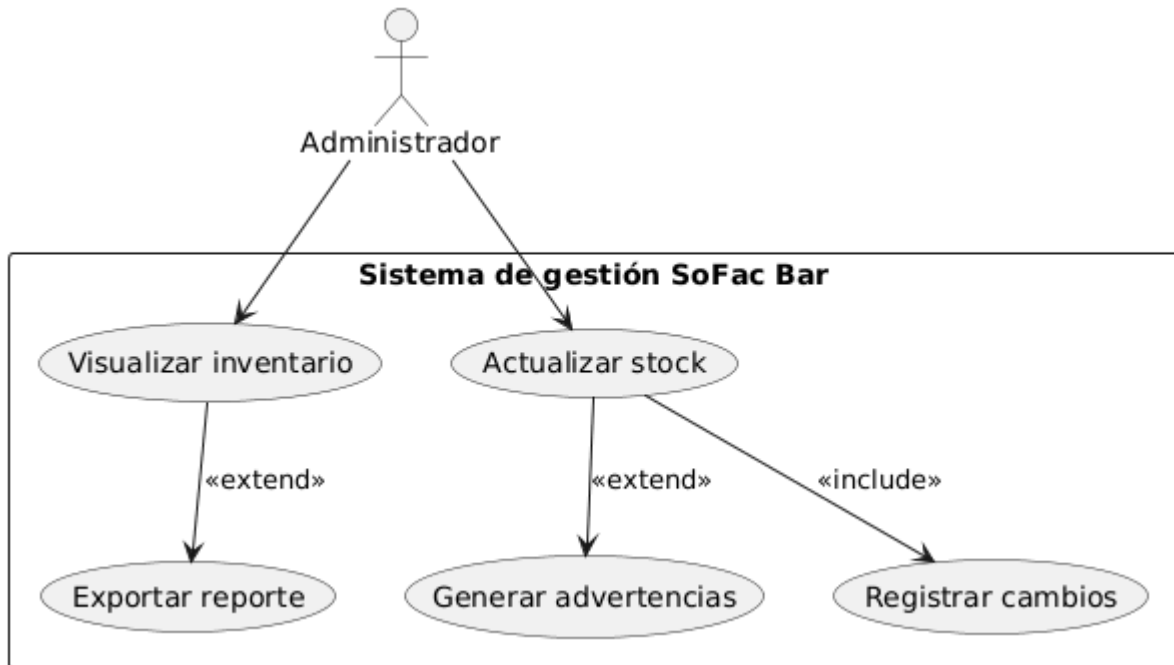 Administrador
Sistema de gestión SoFac Bar
Visualizar inventario
Actualizar stock
«extend»
«extend»
«include»
Exportar reporte
Generar advertencias
Registrar cambios